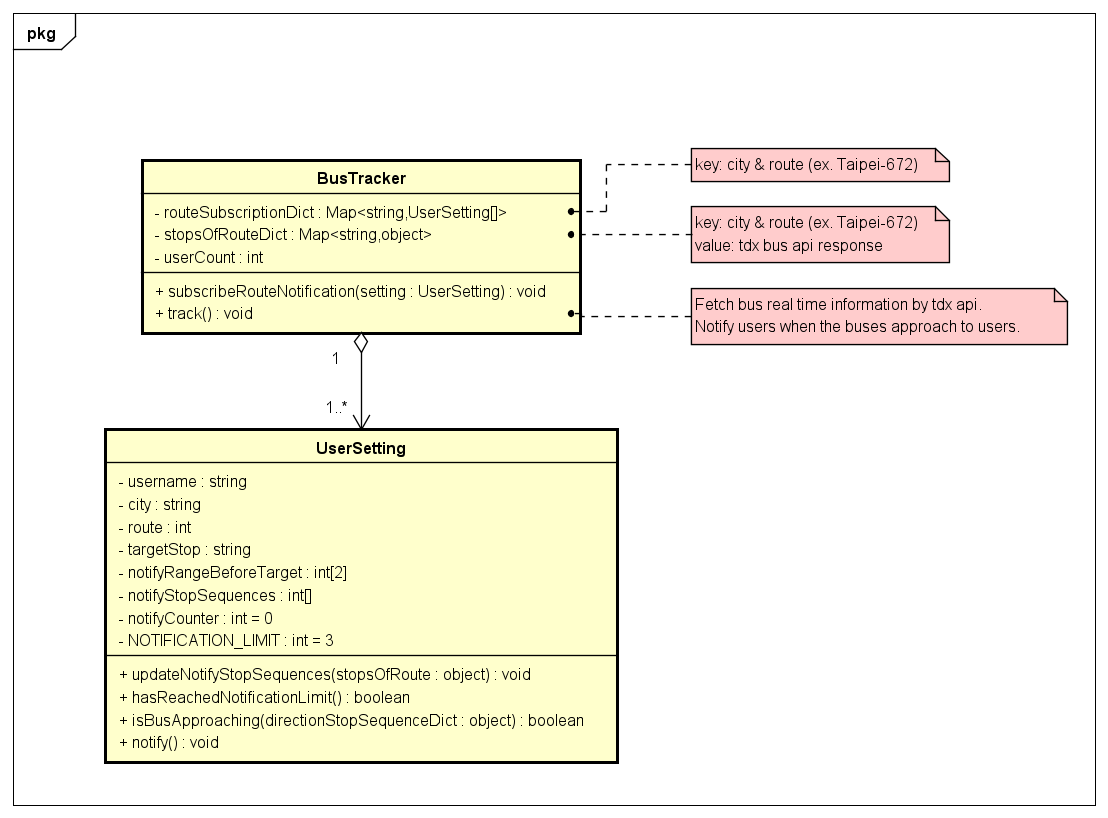 pkg
BusTracker
- routeSubscriptionDict : Map<string,UserSetting[]>
- stopsOfRouteDict : Map<string,object>
- userCount : int
+ subscribeRouteNotification(setting : UserSetting) : void
+ track() : void
key: city & route (ex. Taipei-672)
key: city & route (ex. Taipei-672)
value: tdx bus api response
Fetch bus real time information by tdx api.
Notify users when the buses approach to users.
1
1..*
UserSetting
- username : string
- city : string
- route : int
- targetStop : string
- notifyRangeBeforeTarget : int[2]
- notifyStopSequences : int[]
- notifyCounter : int = 0
- NOTIFICATION_LIMIT : int = 3
+ updateNotifyStopSequences(stopsOfRoute : object) : void
+ hasReachedNotificationLimit() : boolean
+ isBusApproaching(directionStopSequenceDict : object) : boolean
+ notify() : void